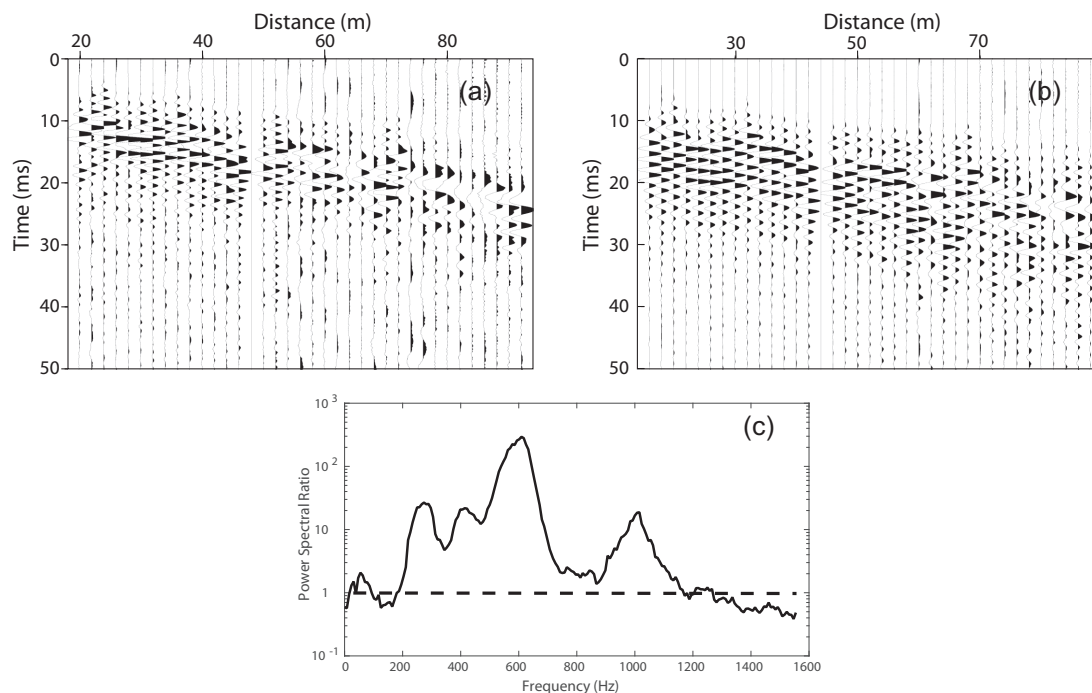 Distance (m)
20 40 60 80
0
10
20
30
40
50
Time (ms)
(a)
Distance (m)
30 50 70
0
10
20
30
40
50
Time (ms)
(b)
10 3
10 2
10
1
10 -1
Power Spectral Ratio
(c)
0 200 400 600 800 1000 1200 1400 1600
Frequency (Hz)